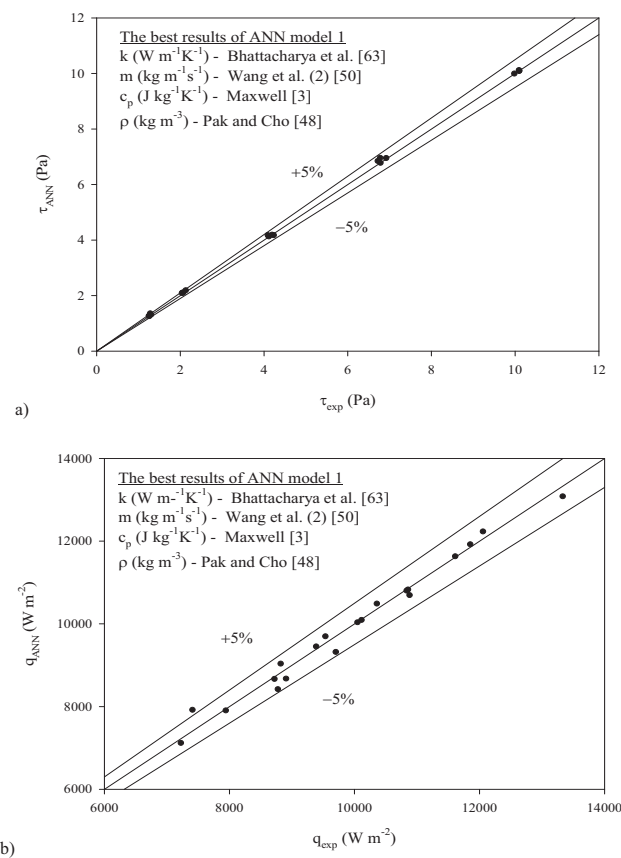 12
The best results of ANN model 1
k (W m⁻¹K⁻¹) - Bhattacharya et al. [63]
10
m (kg m⁻¹s⁻¹) - Wang et al. (2) [50]
cₚ (J kg⁻¹K⁻¹) - Maxwell [3]
8
ρ (kg m⁻³) - Pak and Cho [48]
τ_ANN (Pa)
+5%
6
−5%
4
2
0
0 2 4 6 8 10 12
a)
τ_exp (Pa)
14000
The best results of ANN model 1
k (W m-⁻¹K⁻¹) - Bhattacharya et al. [63]
m (kg m⁻¹s⁻¹) - Wang et al. (2) [50]
12000
cₚ (J kg⁻¹K⁻¹) - Maxwell [3]
ρ (kg m⁻³) - Pak and Cho [48]
q_ANN (W m⁻²)
10000
+5%
8000
−5%
6000
6000 8000 10000 12000 14000
b)
q_exp (W m⁻²)